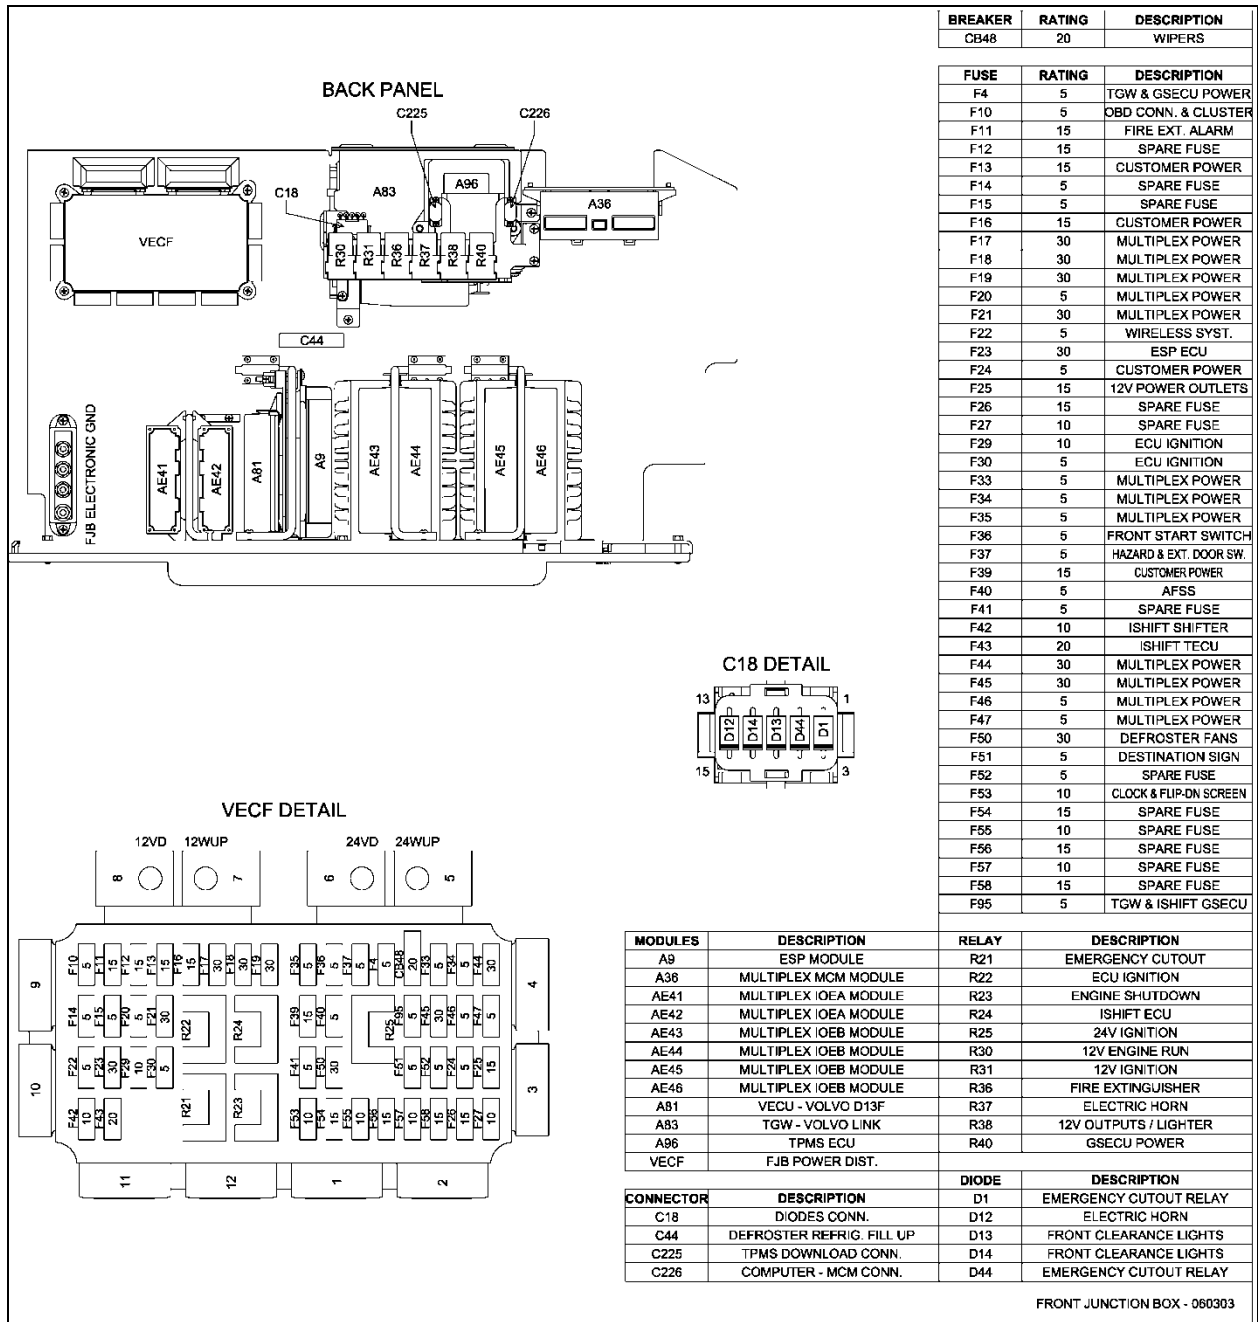 BREAKER RATING DESCRIPTION
CB48 20 WIPERS
FUSE RATING DESCRIPTION
F4 5 TGW & GSECU POWER
F10 5 OBD CONN. & CLUSTER
F11 15 FIRE EXT. ALARM
F12 15 SPARE FUSE
F13 15 CUSTOMER POWER
F14 5 SPARE FUSE
F15 5 SPARE FUSE
F16 15 CUSTOMER POWER
F17 30 MULTIPLEX POWER
F18 30 MULTIPLEX POWER
F19 30 MULTIPLEX POWER
F20 5 MULTIPLEX POWER
F21 30 MULTIPLEX POWER
F22 5 WIRELESS SYST.
F23 30 ESP ECU
F24 5 CUSTOMER POWER
F25 15 12V POWER OUTLETS
F26 15 SPARE FUSE
F27 10 SPARE FUSE
F29 10 ECU IGNITION
F30 5 ECU IGNITION
F33 5 MULTIPLEX POWER
F34 5 MULTIPLEX POWER
F35 5 MULTIPLEX POWER
F36 5 FRONT START SWITCH
F37 5 HAZARD & EXT. DOOR SW.
F39 15 CUSTOMER POWER
F40 5 AFSS
F41 5 SPARE FUSE
F42 10 ISHIFT SHIFTER
F43 20 ISHIFT TECU
F44 30 MULTIPLEX POWER
F45 30 MULTIPLEX POWER
F46 5 MULTIPLEX POWER
F47 5 MULTIPLEX POWER
F50 30 DEFROSTER FANS
F51 5 DESTINATION SIGN
F52 5 SPARE FUSE
F53 10 CLOCK & FLIP-DN SCREEN
F54 15 SPARE FUSE
F55 10 SPARE FUSE
F56 15 SPARE FUSE
F57 10 SPARE FUSE
F58 15 SPARE FUSE
F95 5 TGW & ISHIFT GSECU
BACK PANEL
C225 C226
C18 A83 A96 A36
VECF
R30 R31 R36 R37 R38 R40
C44
FJB ELECTRONIC GND
AE41 AE42 A81 A9 AE43 AE44 AE45 AE46
C18 DETAIL
13 1
D12 D14 D13 D44 D1
15 3
VECF DETAIL
12VD 12WUP 24VD 24WUP
8 7 6 5
F10 5 F11 15 F12 15 F13 15 F16 15 F17 30 F18 30 F19 30 F35 5 F36 5 F37 5 F4 5 CB48 20 F33 5 F34 5 F44 30
9 4
F14 5 F15 5 F20 5 F21 30 R22 R24 F39 15 F40 5 R25 F95 5 F45 30 F46 5 F47 5
F22 5 F23 30 F29 10 F30 5 F41 5 F50 30 F51 5 F52 5 F24 5 F25 15
10 3
F42 10 F43 20 R21 R23 F53 10 F54 15 F55 10 F56 15 F57 10 F58 15 F26 15 F27 10
11 12 1 2
MODULES DESCRIPTION
A9 ESP MODULE
A36 MULTIPLEX MCM MODULE
AE41 MULTIPLEX IOEA MODULE
AE42 MULTIPLEX IOEA MODULE
AE43 MULTIPLEX IOEB MODULE
AE44 MULTIPLEX IOEB MODULE
AE45 MULTIPLEX IOEB MODULE
AE46 MULTIPLEX IOEB MODULE
A81 VECU - VOLVO D13F
A83 TGW - VOLVO LINK
A96 TPMS ECU
VECF FJB POWER DIST.
RELAY DESCRIPTION
R21 EMERGENCY CUTOUT
R22 ECU IGNITION
R23 ENGINE SHUTDOWN
R24 ISHIFT ECU
R25 24V IGNITION
R30 12V ENGINE RUN
R31 12V IGNITION
R36 FIRE EXTINGUISHER
R37 ELECTRIC HORN
R38 12V OUTPUTS / LIGHTER
R40 GSECU POWER
CONNECTOR DESCRIPTION
C18 DIODES CONN.
C44 DEFROSTER REFRIG. FILL UP
C225 TPMS DOWNLOAD CONN.
C226 COMPUTER - MCM CONN.
DIODE DESCRIPTION
D1 EMERGENCY CUTOUT RELAY
D12 ELECTRIC HORN
D13 FRONT CLEARANCE LIGHTS
D14 FRONT CLEARANCE LIGHTS
D44 EMERGENCY CUTOUT RELAY
FRONT JUNCTION BOX - 060303